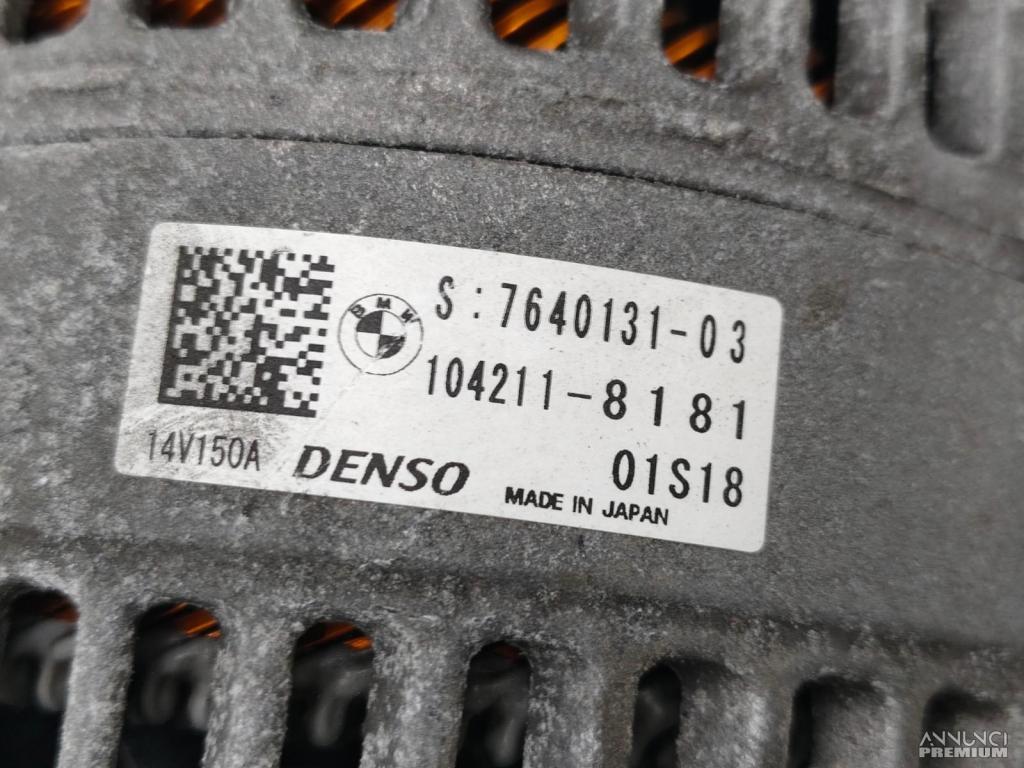 BMW
S:7640131-03
104211-8181
14V150A
DENSO
01S18
MADE IN JAPAN
ANNUNCI
PREMIUM